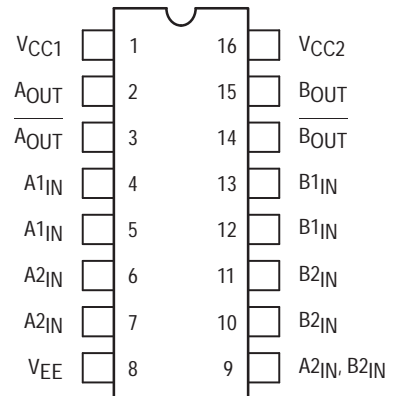 VCC1 1 16 VCC2
AOUT 2 15 BOUT
AOUT 3 14 BOUT
A1IN 4 13 B1IN
A1IN 5 12 B1IN
A2IN 6 11 B2IN
A2IN 7 10 B2IN
VEE 8 9 A2IN, B2IN